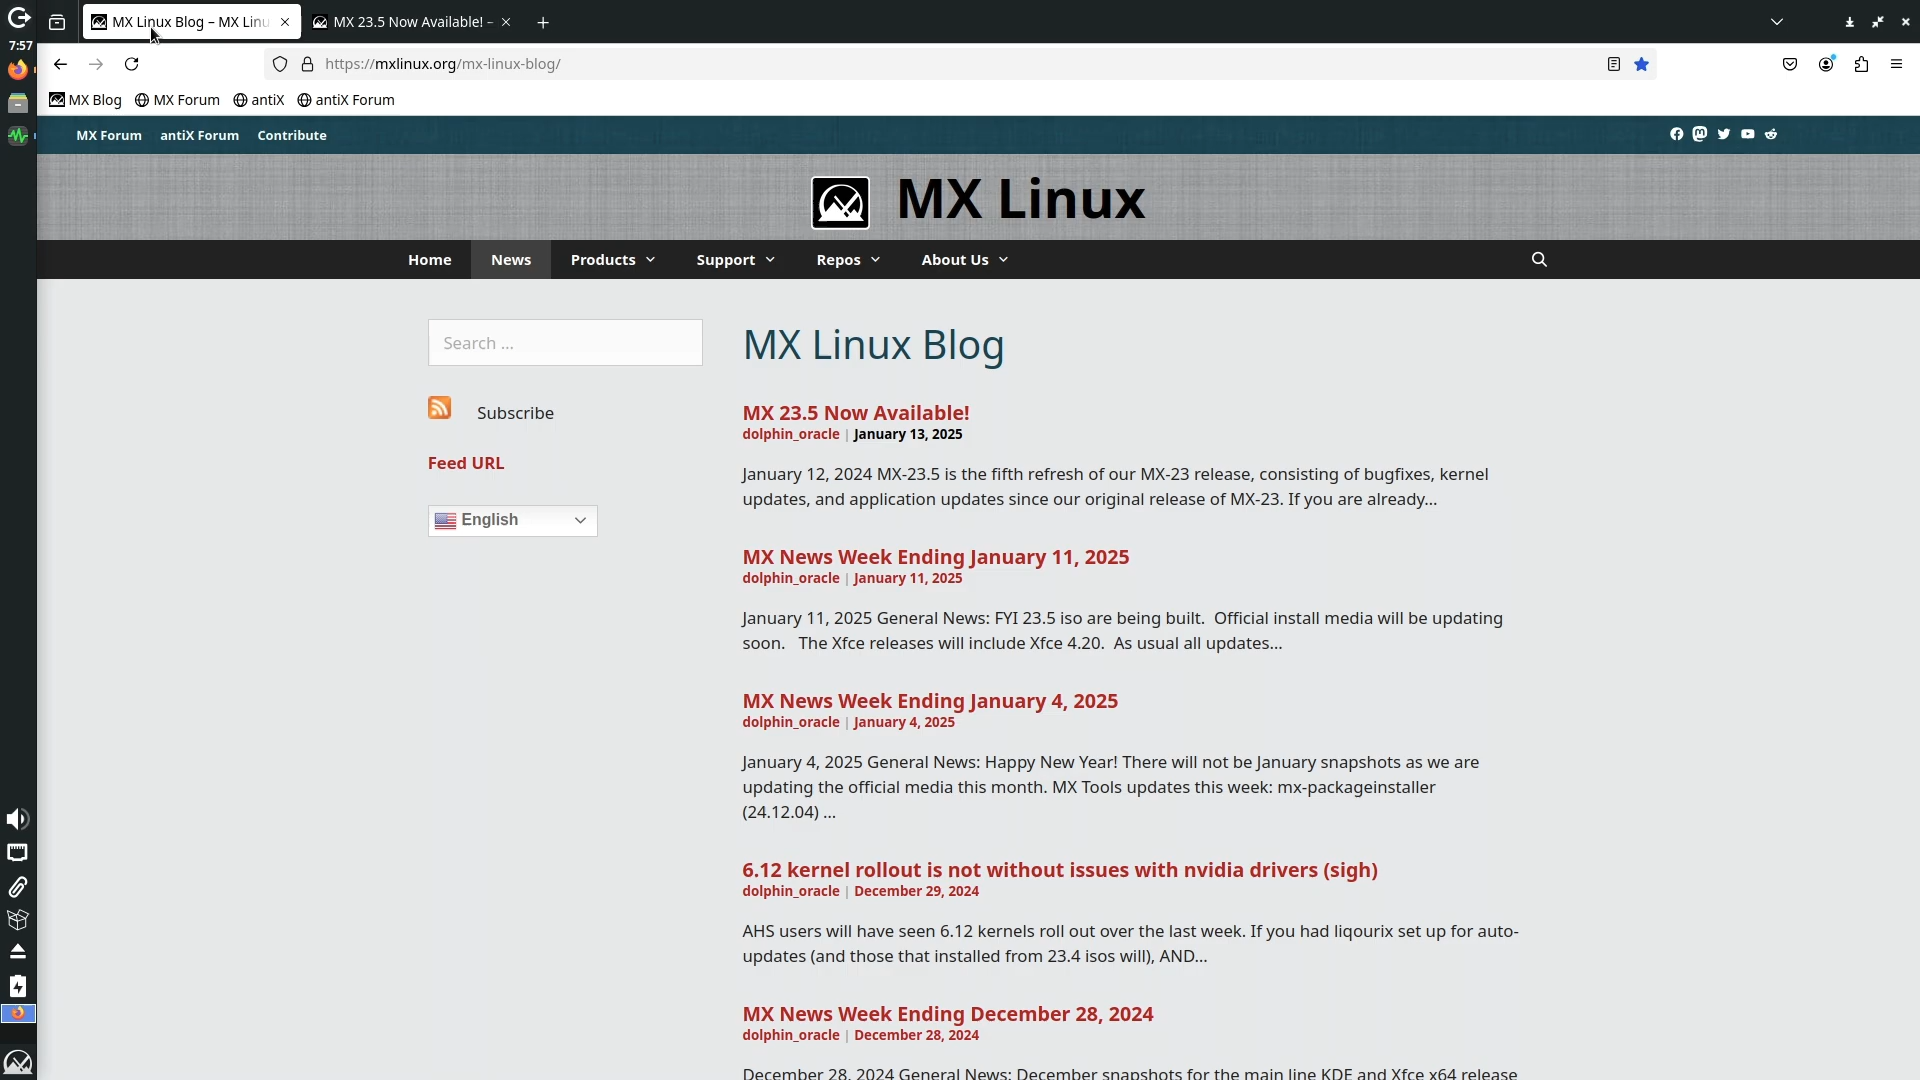 MX Linux Blog – MX Linu
MX 23.5 Now Available! –
7:57
https://mxlinux.org/mx-linux-blog/
MX Blog
MX Forum
antiX
antiX Forum
MX Forum
antiX Forum
Contribute
MX Linux
Home
News
Products
Support
Repos
About Us
Search ...
Subscribe
Feed URL
English
MX Linux Blog
MX 23.5 Now Available!
dolphin_oracle | January 13, 2025
January 12, 2024 MX-23.5 is the fifth refresh of our MX-23 release, consisting of bugfixes, kernel
updates, and application updates since our original release of MX-23. If you are already...
MX News Week Ending January 11, 2025
dolphin_oracle | January 11, 2025
January 11, 2025 General News: FYI 23.5 iso are being built.  Official install media will be updating
soon.   The Xfce releases will include Xfce 4.20.  As usual all updates...
MX News Week Ending January 4, 2025
dolphin_oracle | January 4, 2025
January 4, 2025 General News: Happy New Year! There will not be January snapshots as we are
updating the official media this month. MX Tools updates this week: mx-packageinstaller
(24.12.04) ...
6.12 kernel rollout is not without issues with nvidia drivers (sigh)
dolphin_oracle | December 29, 2024
AHS users will have seen 6.12 kernels roll out over the last week. If you had liqourix set up for auto-
updates (and those that installed from 23.4 isos will), AND...
MX News Week Ending December 28, 2024
dolphin_oracle | December 28, 2024
December 28, 2024 General News: December snapshots for the main line KDE and Xfce x64 release